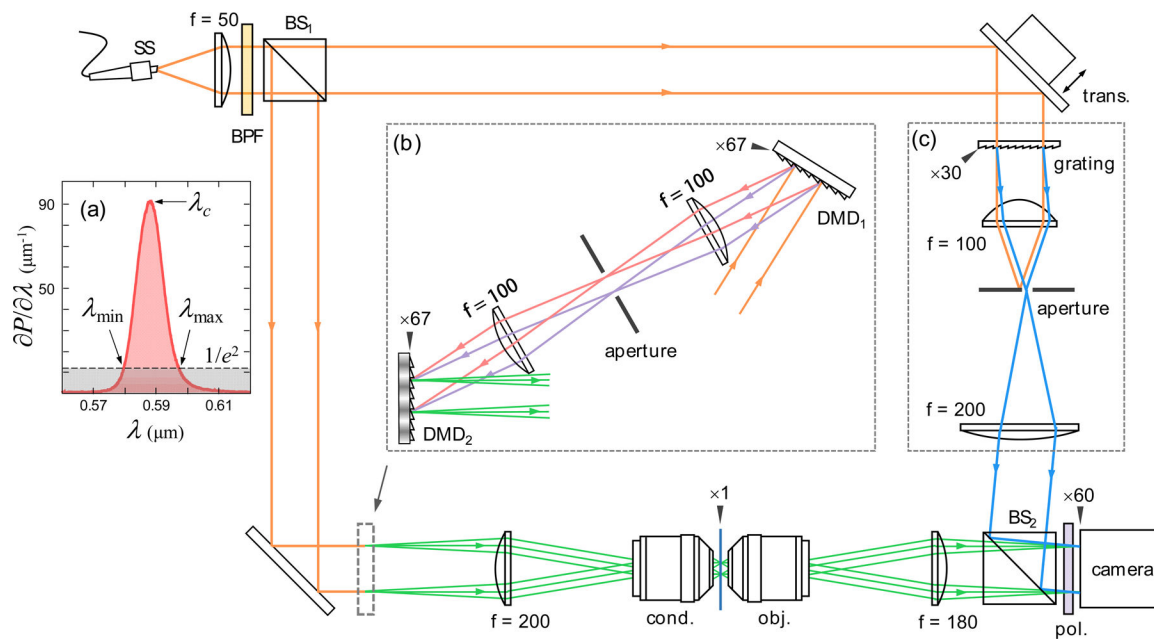 SS
f = 50
BPF
BS₁
trans.
(a)
λc
λmin
λmax
1/e²
90
50
∂P/∂λ (μm⁻¹)
0.57
0.59
0.61
λ (μm)
(b)
×67
DMD₁
f = 100
aperture
f = 100
×67
DMD₂
(c)
grating
×30
f = 100
aperture
f = 200
×1
BS₂
×60
camera
f = 200
cond.
obj.
f = 180
pol.